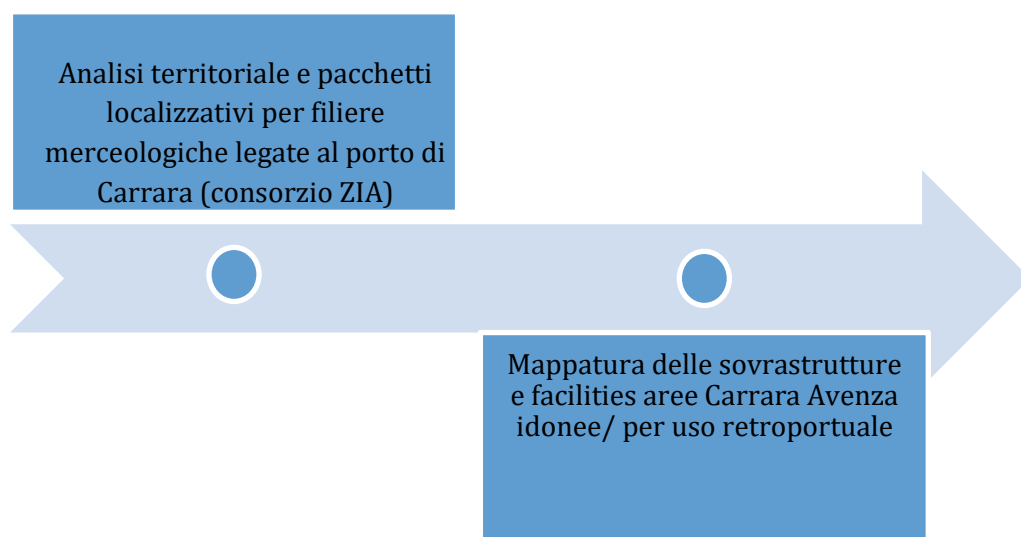 Analisi territoriale e pacchetti
localizzativi per filiere
merceologiche legate al porto di
Carrara (consorzio ZIA)
Mappatura delle sovrastrutture
e facilities aree Carrara Avenza
idonee/ per uso retroportuale